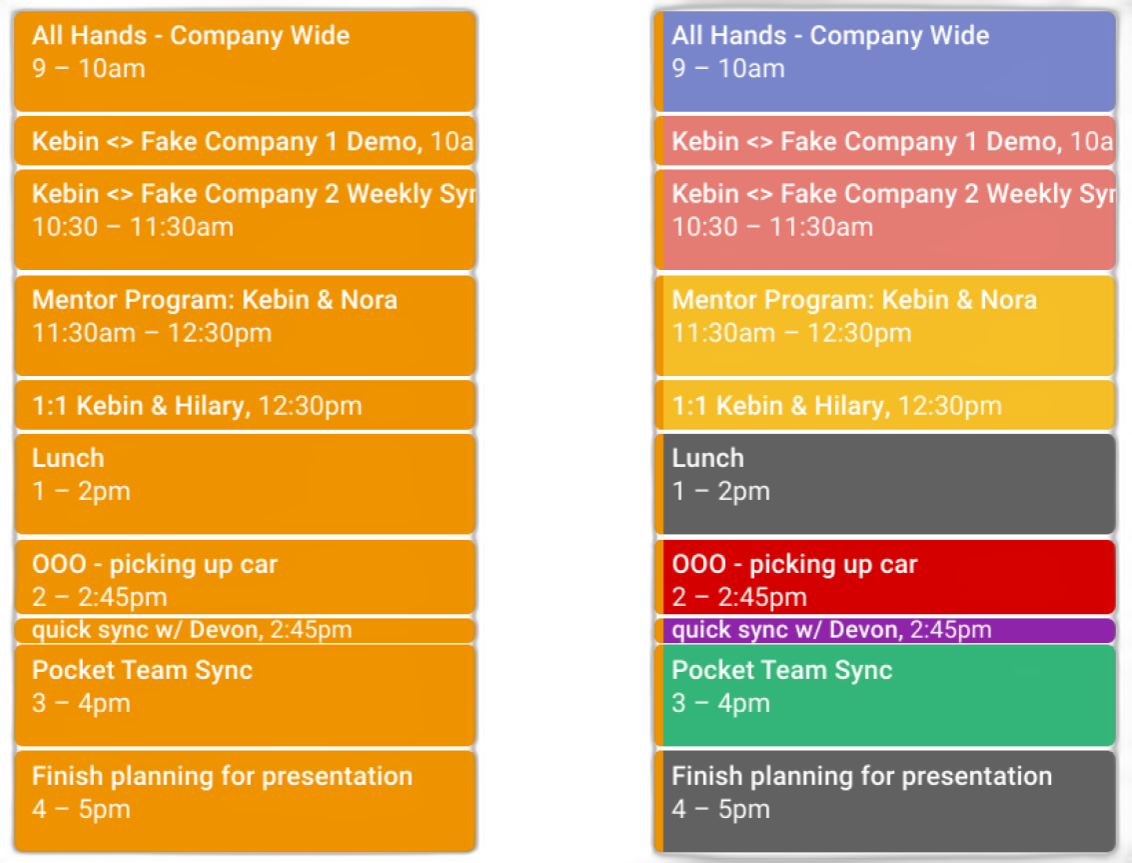 All Hands - Company Wide
9 – 10am
Kebin <> Fake Company 1 Demo, 10a
Kebin <> Fake Company 2 Weekly Syn
10:30 – 11:30am
Mentor Program: Kebin & Nora
11:30am – 12:30pm
1:1 Kebin & Hilary, 12:30pm
Lunch
1 – 2pm
OOO - picking up car
2 – 2:45pm
quick sync w/ Devon, 2:45pm
Pocket Team Sync
3 – 4pm
Finish planning for presentation
4 – 5pm
All Hands - Company Wide
9 – 10am
Kebin <> Fake Company 1 Demo, 10a
Kebin <> Fake Company 2 Weekly Syn
10:30 – 11:30am
Mentor Program: Kebin & Nora
11:30am – 12:30pm
1:1 Kebin & Hilary, 12:30pm
Lunch
1 – 2pm
OOO - picking up car
2 – 2:45pm
quick sync w/ Devon, 2:45pm
Pocket Team Sync
3 – 4pm
Finish planning for presentation
4 – 5pm